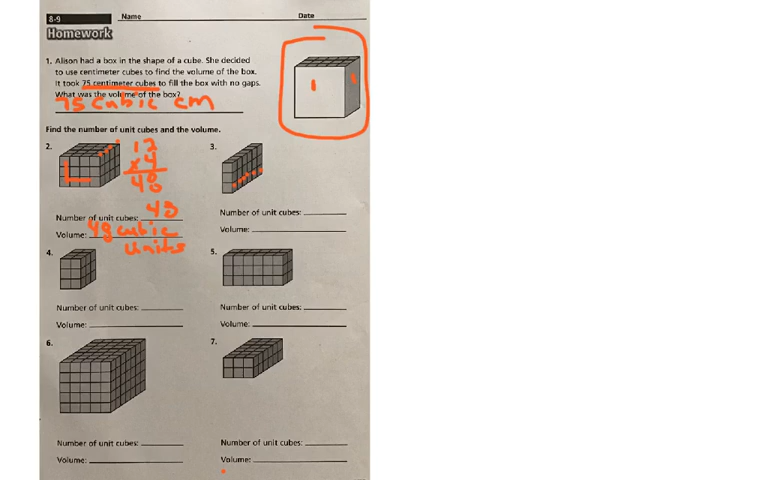 8-9 Name Date
Homework
1. Alison had a box in the shape of a cube. She decided
to use centimeter cubes to find the volume of the box.
It took 75 centimeter cubes to fill the box with no gaps.
What was the volume of the box?
75 cubic cm
Find the number of unit cubes and the volume.
2.
12
x4
48
Number of unit cubes: 48
Volume: 48 cubic
units
3.
Number of unit cubes:
Volume:
4.
Number of unit cubes:
Volume:
5.
Number of unit cubes:
Volume:
6.
Number of unit cubes:
Volume:
7.
Number of unit cubes:
Volume: